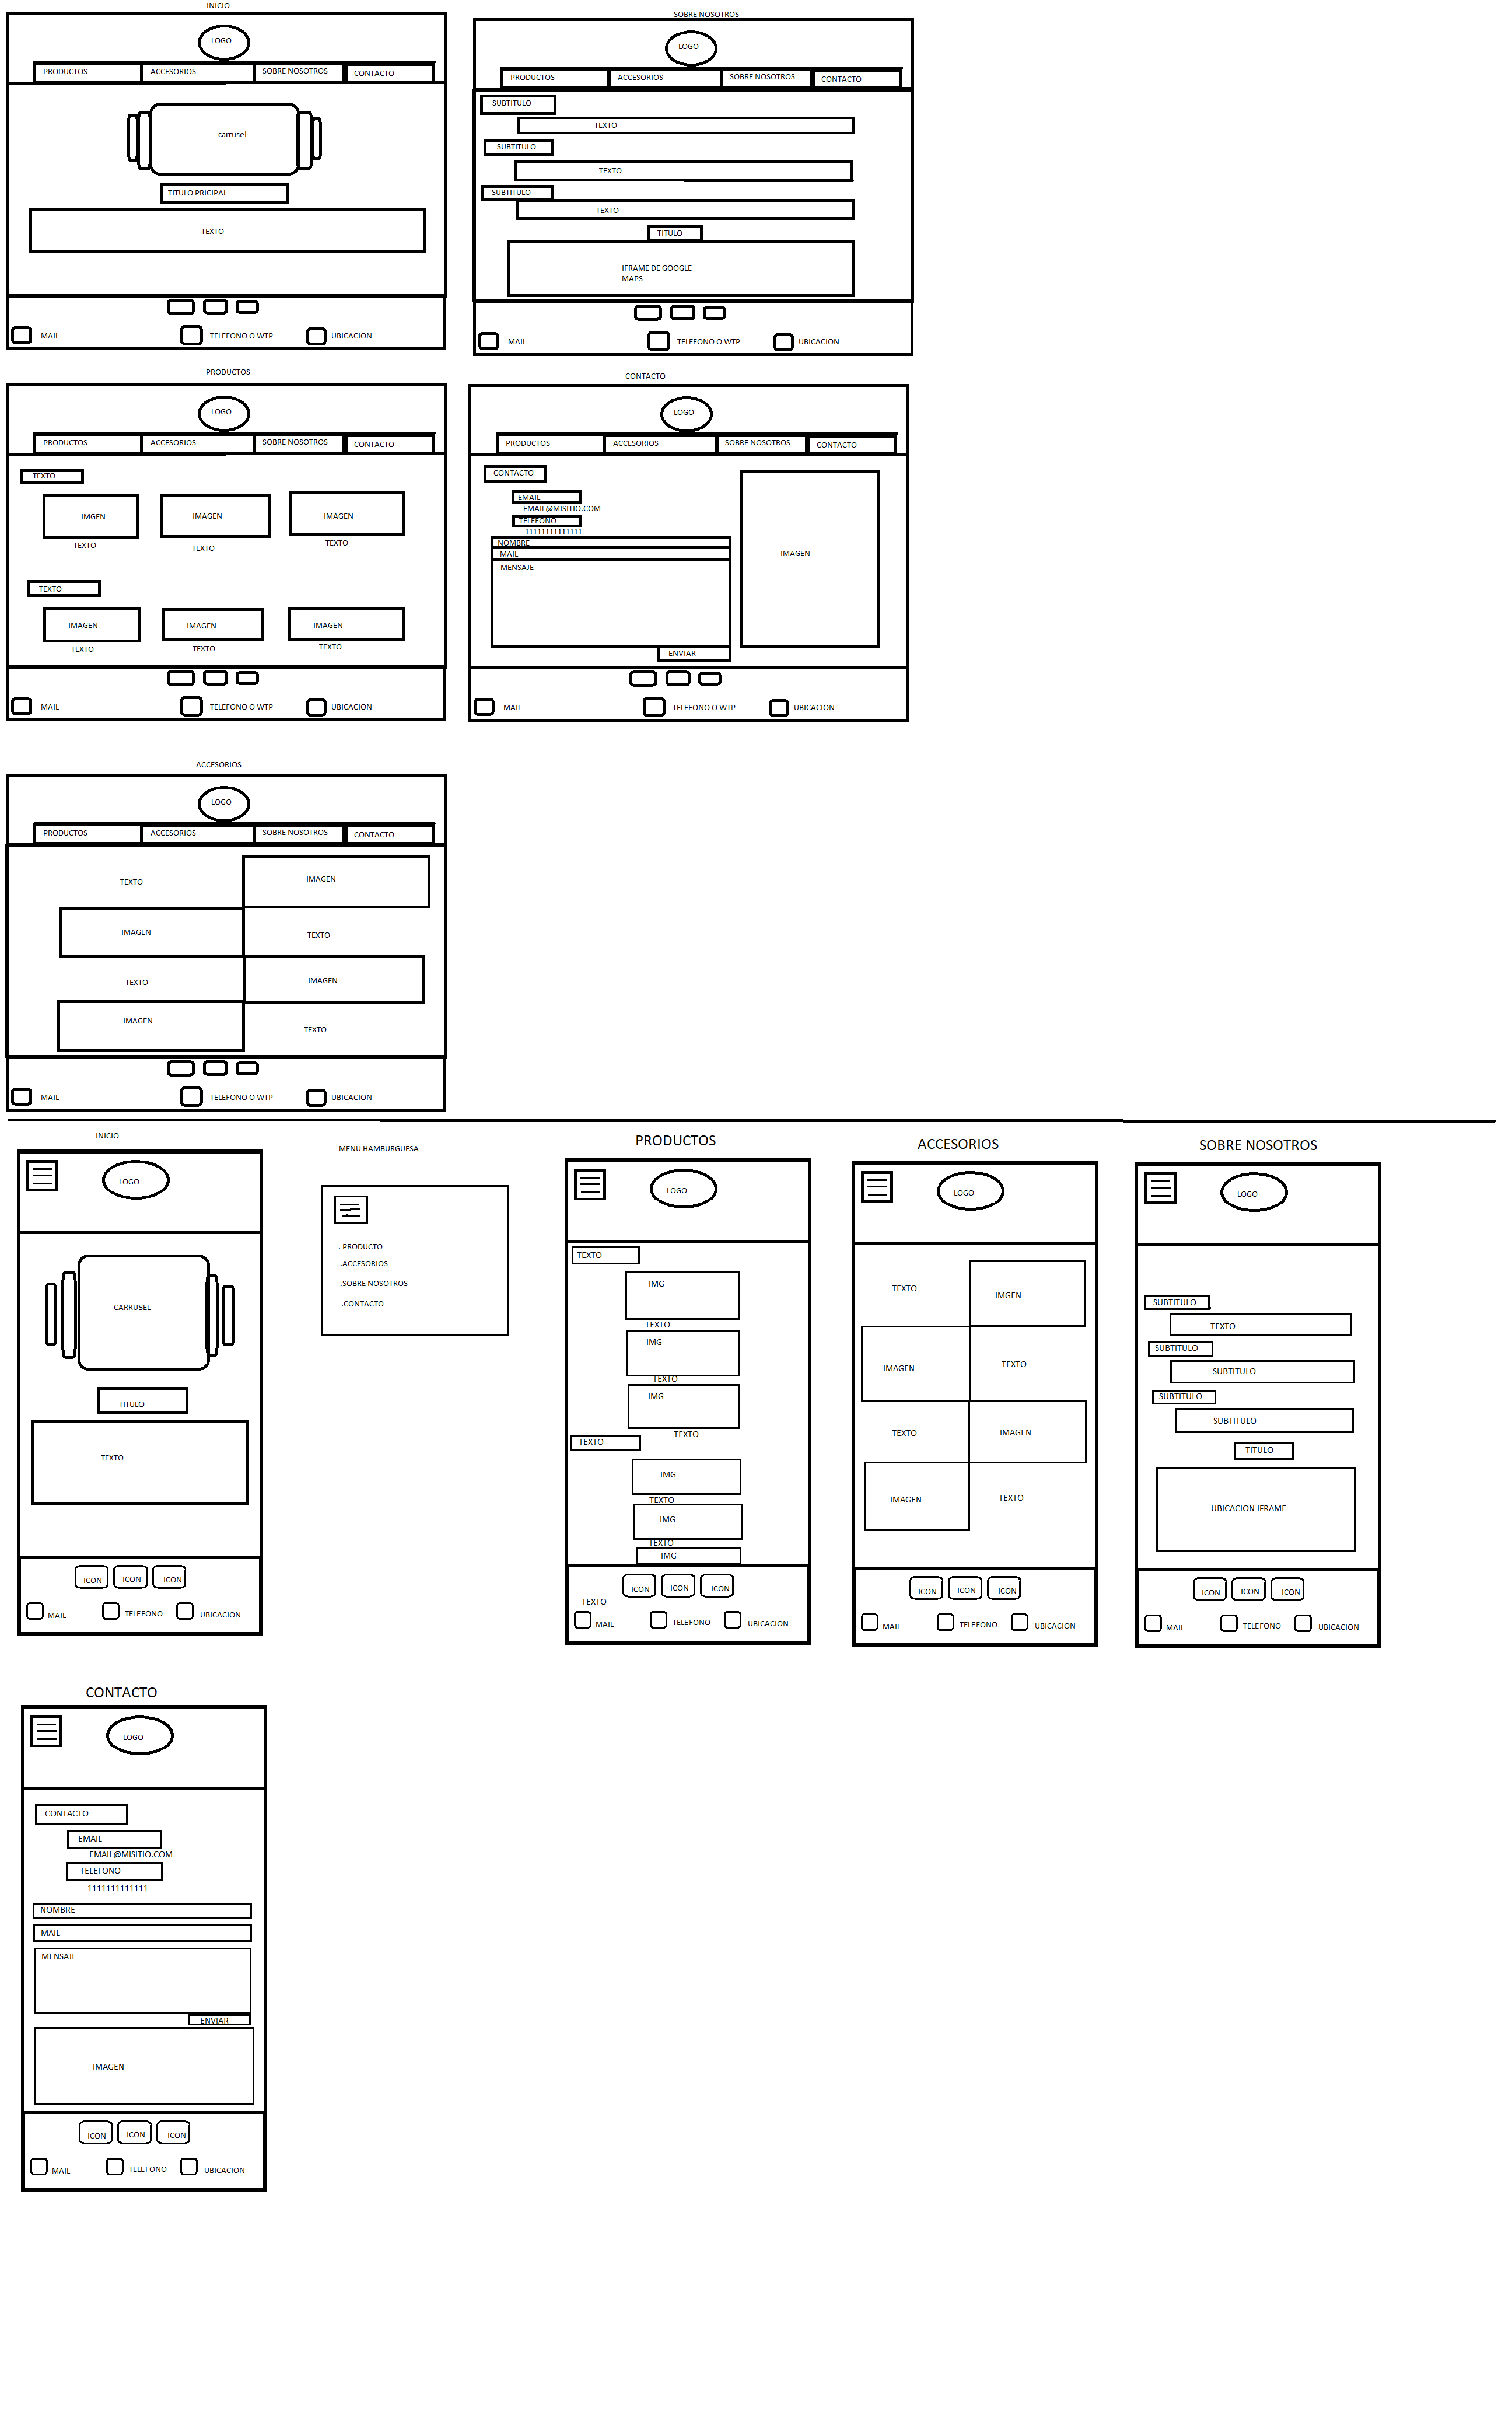 INICIO
LOGO
PRODUCTOS ACCESORIOS SOBRE NOSOTROS CONTACTO
carrusel
TITULO PRICIPAL
TEXTO
MAIL TELEFONO O WTP UBICACION
SOBRE NOSOTROS
LOGO
PRODUCTOS ACCESORIOS SOBRE NOSOTROS CONTACTO
SUBTITULO
TEXTO
SUBTITULO
TEXTO
SUBTITULO
TEXTO
TITULO
IFRAME DE GOOGLE
MAPS
MAIL TELEFONO O WTP UBICACION
PRODUCTOS
LOGO
PRODUCTOS ACCESORIOS SOBRE NOSOTROS CONTACTO
TEXTO
IMGEN IMAGEN IMAGEN
TEXTO TEXTO TEXTO
TEXTO
IMAGEN IMAGEN IMAGEN
TEXTO TEXTO TEXTO
MAIL TELEFONO O WTP UBICACION
CONTACTO
LOGO
PRODUCTOS ACCESORIOS SOBRE NOSOTROS CONTACTO
CONTACTO
EMAIL
EMAIL@MISITIO.COM
TELEFONO
11111111111111
NOMBRE
MAIL
MENSAJE
IMAGEN
ENVIAR
MAIL TELEFONO O WTP UBICACION
ACCESORIOS
LOGO
PRODUCTOS ACCESORIOS SOBRE NOSOTROS CONTACTO
TEXTO IMAGEN
IMAGEN TEXTO
TEXTO IMAGEN
IMAGEN TEXTO
MAIL TELEFONO O WTP UBICACION
INICIO
LOGO
CARRUSEL
TITULO
TEXTO
ICON ICON ICON
MAIL TELEFONO UBICACION
MENU HAMBURGUESA
. PRODUCTO
.ACCESORIOS
.SOBRE NOSOTROS
.CONTACTO
PRODUCTOS
LOGO
TEXTO
IMG
TEXTO
IMG
TEXTO
IMG
TEXTO
TEXTO
IMG
TEXTO
IMG
TEXTO
IMG
ICON ICON ICON
TEXTO
MAIL TELEFONO UBICACION
ACCESORIOS
LOGO
TEXTO IMGEN
IMAGEN TEXTO
TEXTO IMAGEN
IMAGEN TEXTO
ICON ICON ICON
MAIL TELEFONO UBICACION
SOBRE NOSOTROS
LOGO
SUBTITULO
TEXTO
SUBTITULO
SUBTITULO
SUBTITULO
SUBTITULO
TITULO
UBICACION IFRAME
ICON ICON ICON
MAIL TELEFONO UBICACION
CONTACTO
LOGO
CONTACTO
EMAIL
EMAIL@MISITIO.COM
TELEFONO
1111111111111
NOMBRE
MAIL
MENSAJE
ENVIAR
IMAGEN
ICON ICON ICON
MAIL TELEFONO UBICACION